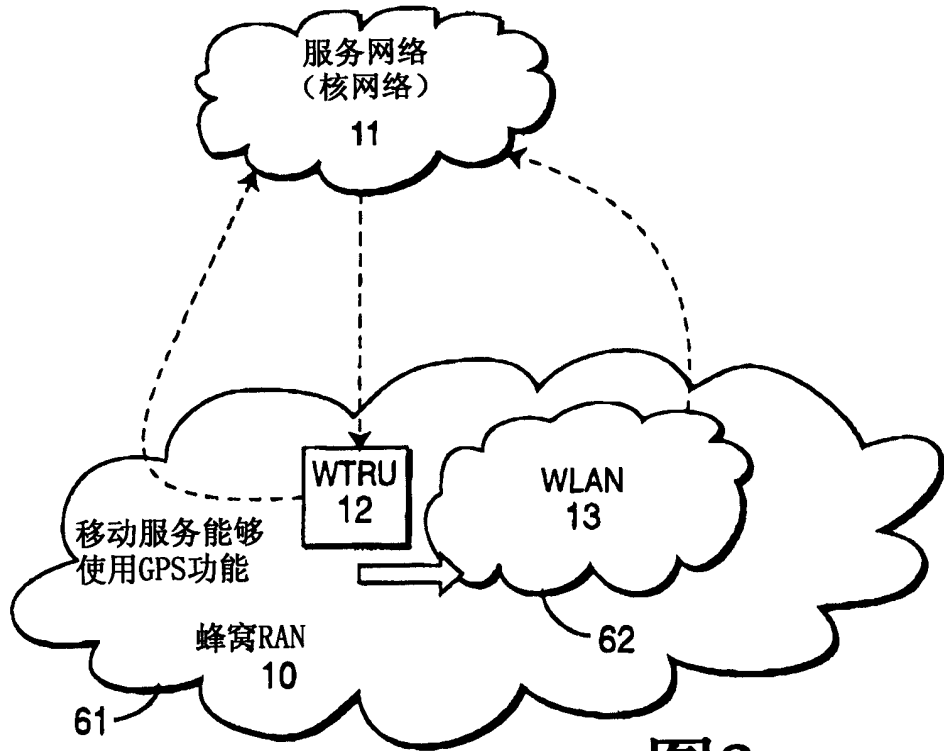 服务网络
（核网络）
11
WTRU
12
WLAN
13
移动服务能够
使用GPS功能
62
蜂窝RAN
10
61